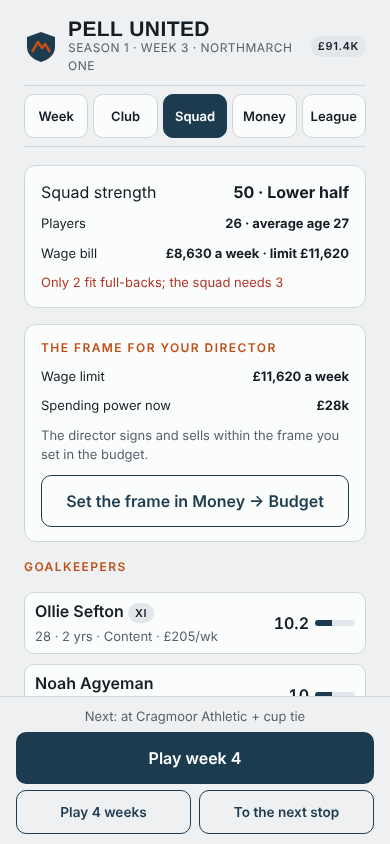 PELL UNITED
SEASON 1 · WEEK 3 · NORTHMARCH
ONE
£91.4K
Week
Club
Squad
Money
League
Squad strength
50 · Lower half
Players
26 · average age 27
Wage bill
£8,630 a week · limit £11,620
Only 2 fit full-backs; the squad needs 3
THE FRAME FOR YOUR DIRECTOR
Wage limit
£11,620 a week
Spending power now
£28k
The director signs and sells within the frame you
set in the budget.
Set the frame in Money → Budget
GOALKEEPERS
Ollie Sefton XI
28 · 2 yrs · Content · £205/wk
10.2
Noah Agyeman
10
Next: at Cragmoor Athletic + cup tie
Play week 4
Play 4 weeks
To the next stop